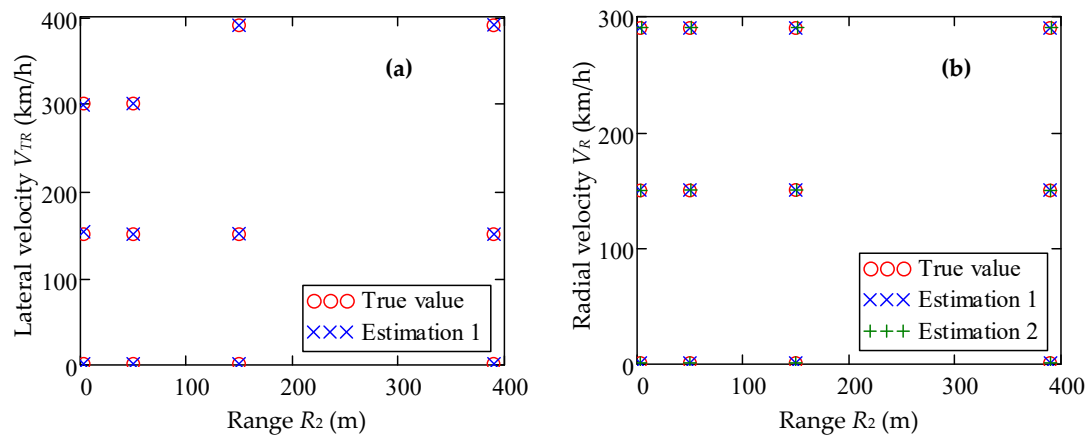 400
300
200
100
0
0
100
200
300
400
Lateral velocity VTR (km/h)
Range R2 (m)
(a)
True value
Estimation 1
300
200
100
0
0
100
200
300
400
Radial velocity VR (km/h)
Range R2 (m)
(b)
True value
Estimation 1
Estimation 2